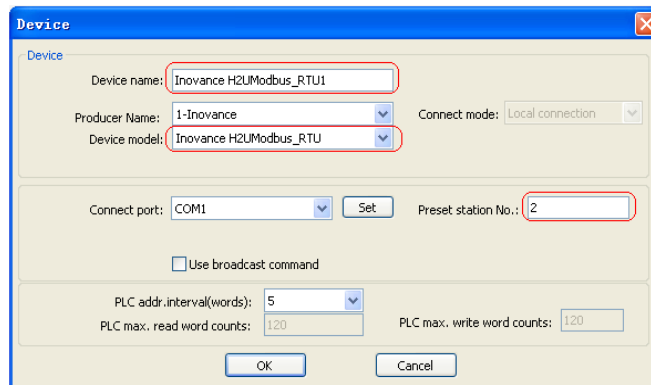 Device
Device
Device name: Inovance H2UModbus_RTU1
Producer Name: 1-Inovance Connect mode: Local connection
Device model: Inovance H2UModbus_RTU
Connect port: COM1 Set Preset station No.: 2
Use broadcast command
PLC addr.interval(words): 5
PLC max. read word counts: 120 PLC max. write word counts: 120
OK Cancel